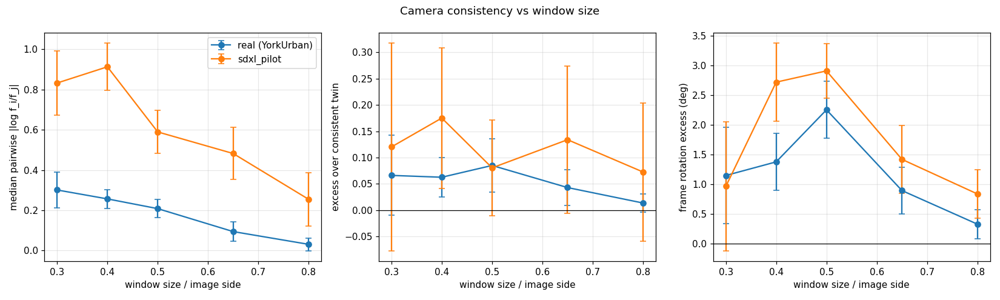 Camera consistency vs window size
median pairwise |log f_i/f_j|
1.0
0.8
0.6
0.4
0.2
0.0
real (YorkUrban)
sdxl_pilot
0.3 0.4 0.5 0.6 0.7 0.8
window size / image side
excess over consistent twin
0.30
0.25
0.20
0.15
0.10
0.05
0.00
−0.05
0.3 0.4 0.5 0.6 0.7 0.8
window size / image side
frame rotation excess (deg)
3.5
3.0
2.5
2.0
1.5
1.0
0.5
0.0
0.3 0.4 0.5 0.6 0.7 0.8
window size / image side